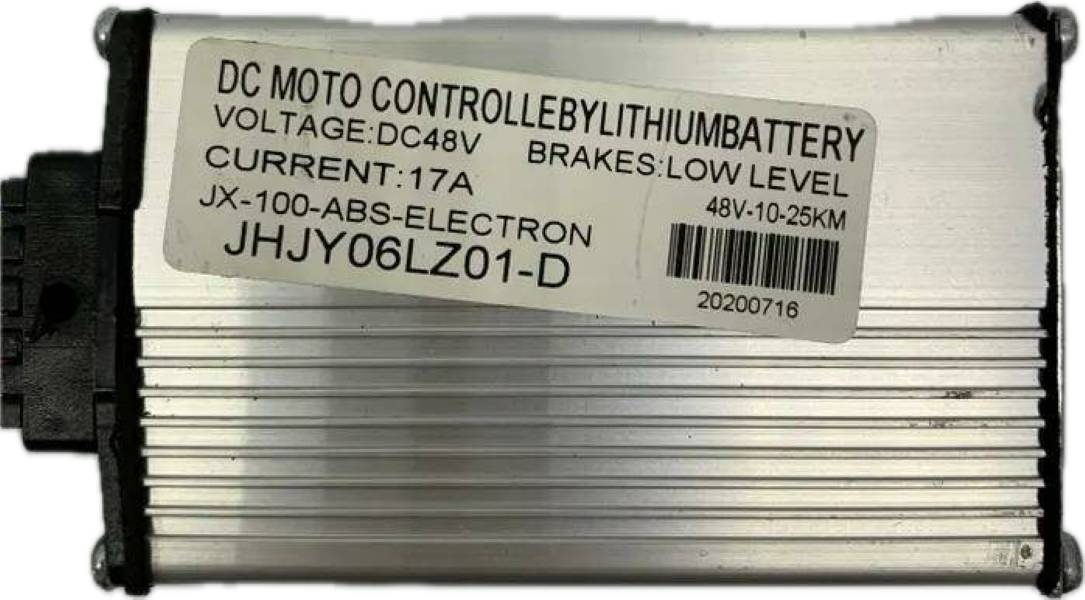 DC MOTO CONTROLLEBYLITHIUMBATTERY
VOLTAGE:DC48V BRAKES:LOW LEVEL
CURRENT:17A
48V-10-25KM
JX-100-ABS-ELECTRON
JHJY06LZ01-D
20200716